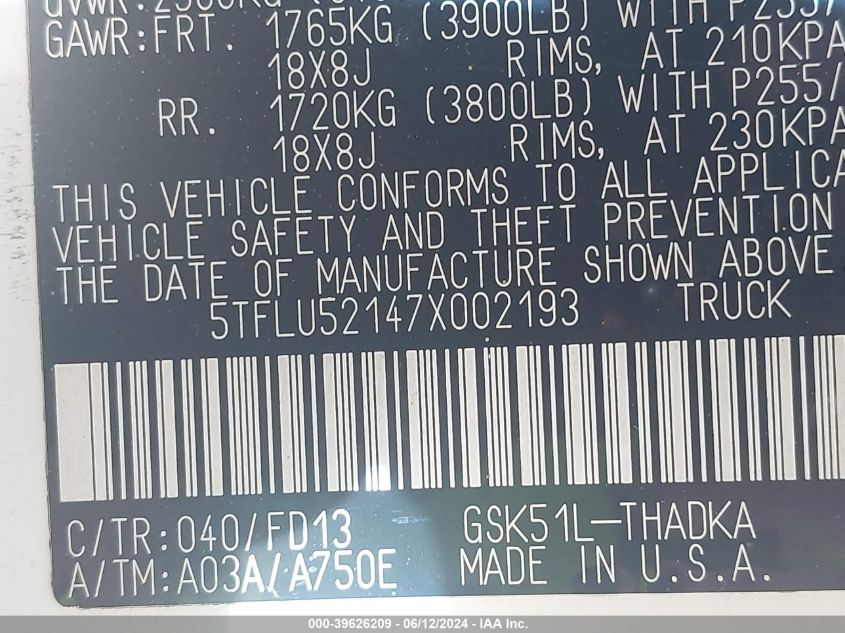 GAWR:FRT. 1765KG (3900LB) WITH P255/
18X8J RIMS, AT 210KPA
RR. 1720KG (3800LB) WITH P255/
18X8J RIMS, AT 230KPA
THIS VEHICLE CONFORMS TO ALL APPLICA
VEHICLE SAFETY AND THEFT PREVENTION
THE DATE OF MANUFACTURE SHOWN ABOVE
5TFLU52147X002193 TRUCK
C/TR:040/FD13 GSK51L-THADKA
A/TM:A03A/A750E MADE IN U.S.A.
000-39626209 - 06/12/2024 - IAA Inc.